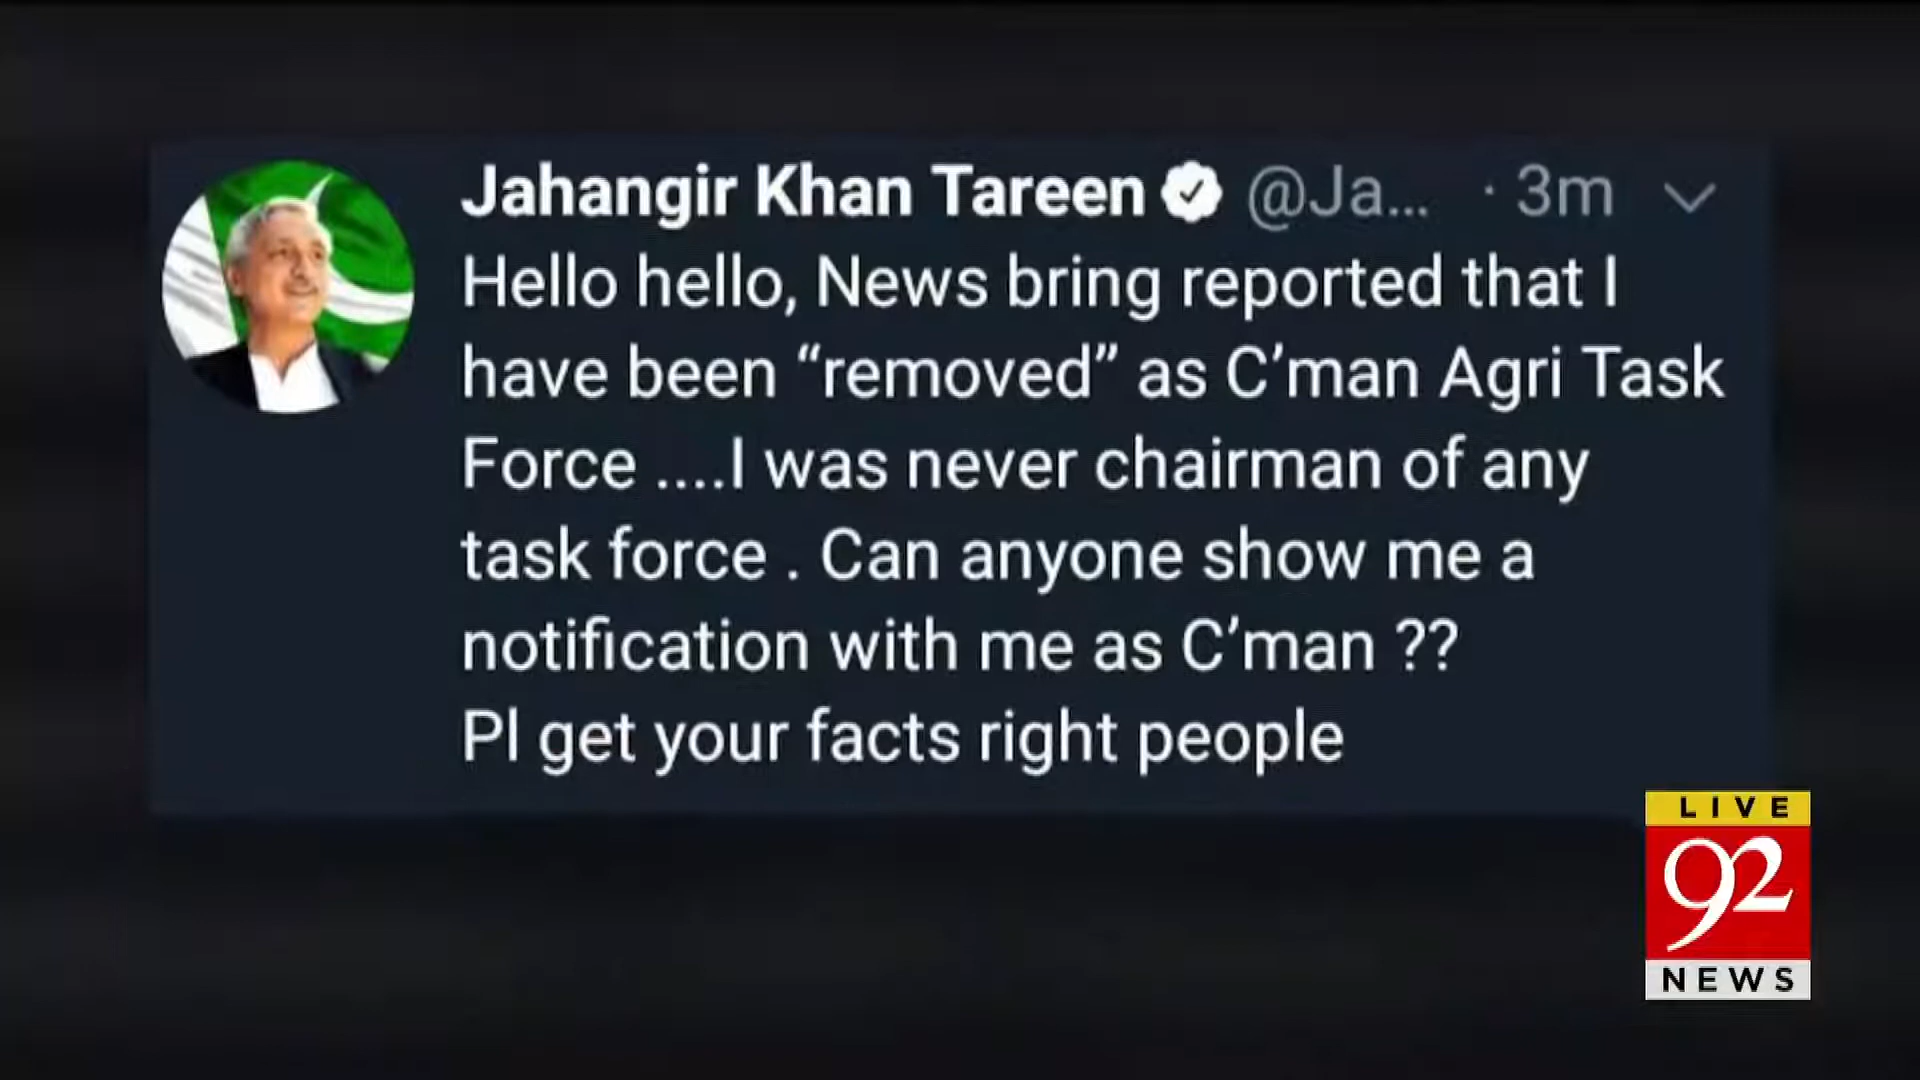 Jahangir Khan Tareen @Ja... · 3m
Hello hello, News bring reported that I
have been “removed” as C’man Agri Task
Force ....I was never chairman of any
task force . Can anyone show me a
notification with me as C’man ??
Pl get your facts right people
LIVE
92
NEWS